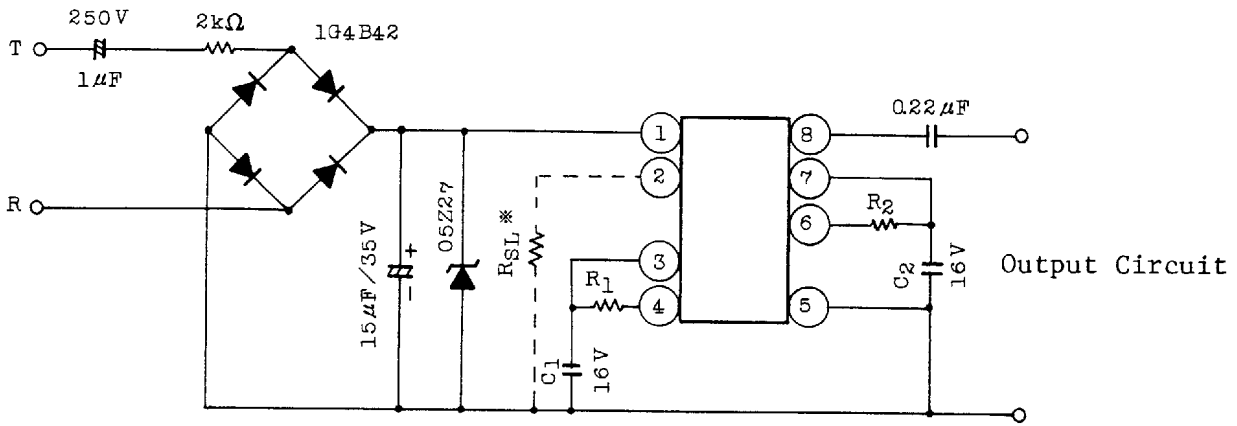 250V
2kΩ
1G4B42
T
1μF
0.22μF
1
8
2
7
R
R2
6
05Z27
RSL※
15μF/35V
+
-
3
R1
4
5
C2
16V
Output Circuit
C1
16V